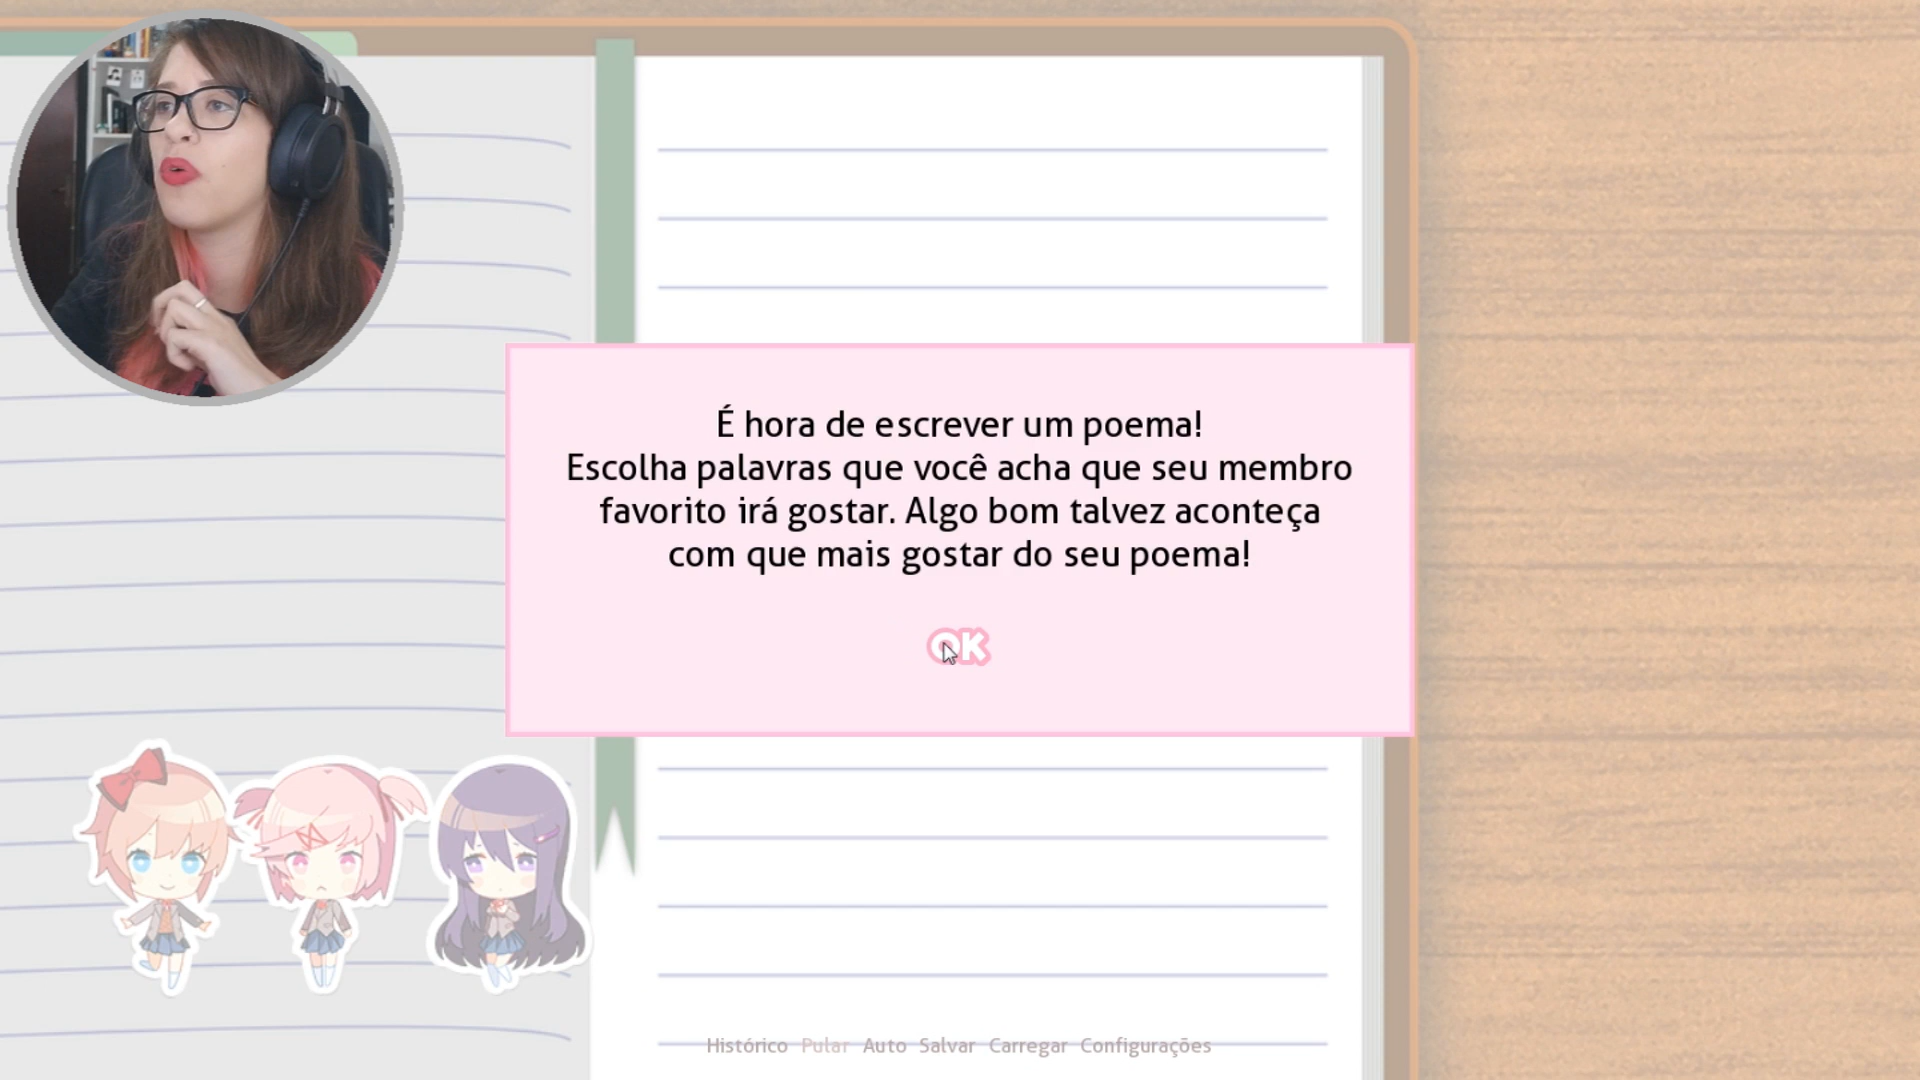 É hora de escrever um poema!
Escolha palavras que você acha que seu membro
favorito irá gostar. Algo bom talvez aconteça
com que mais gostar do seu poema!
OK
Histórico Pular Auto Salvar Carregar Configurações